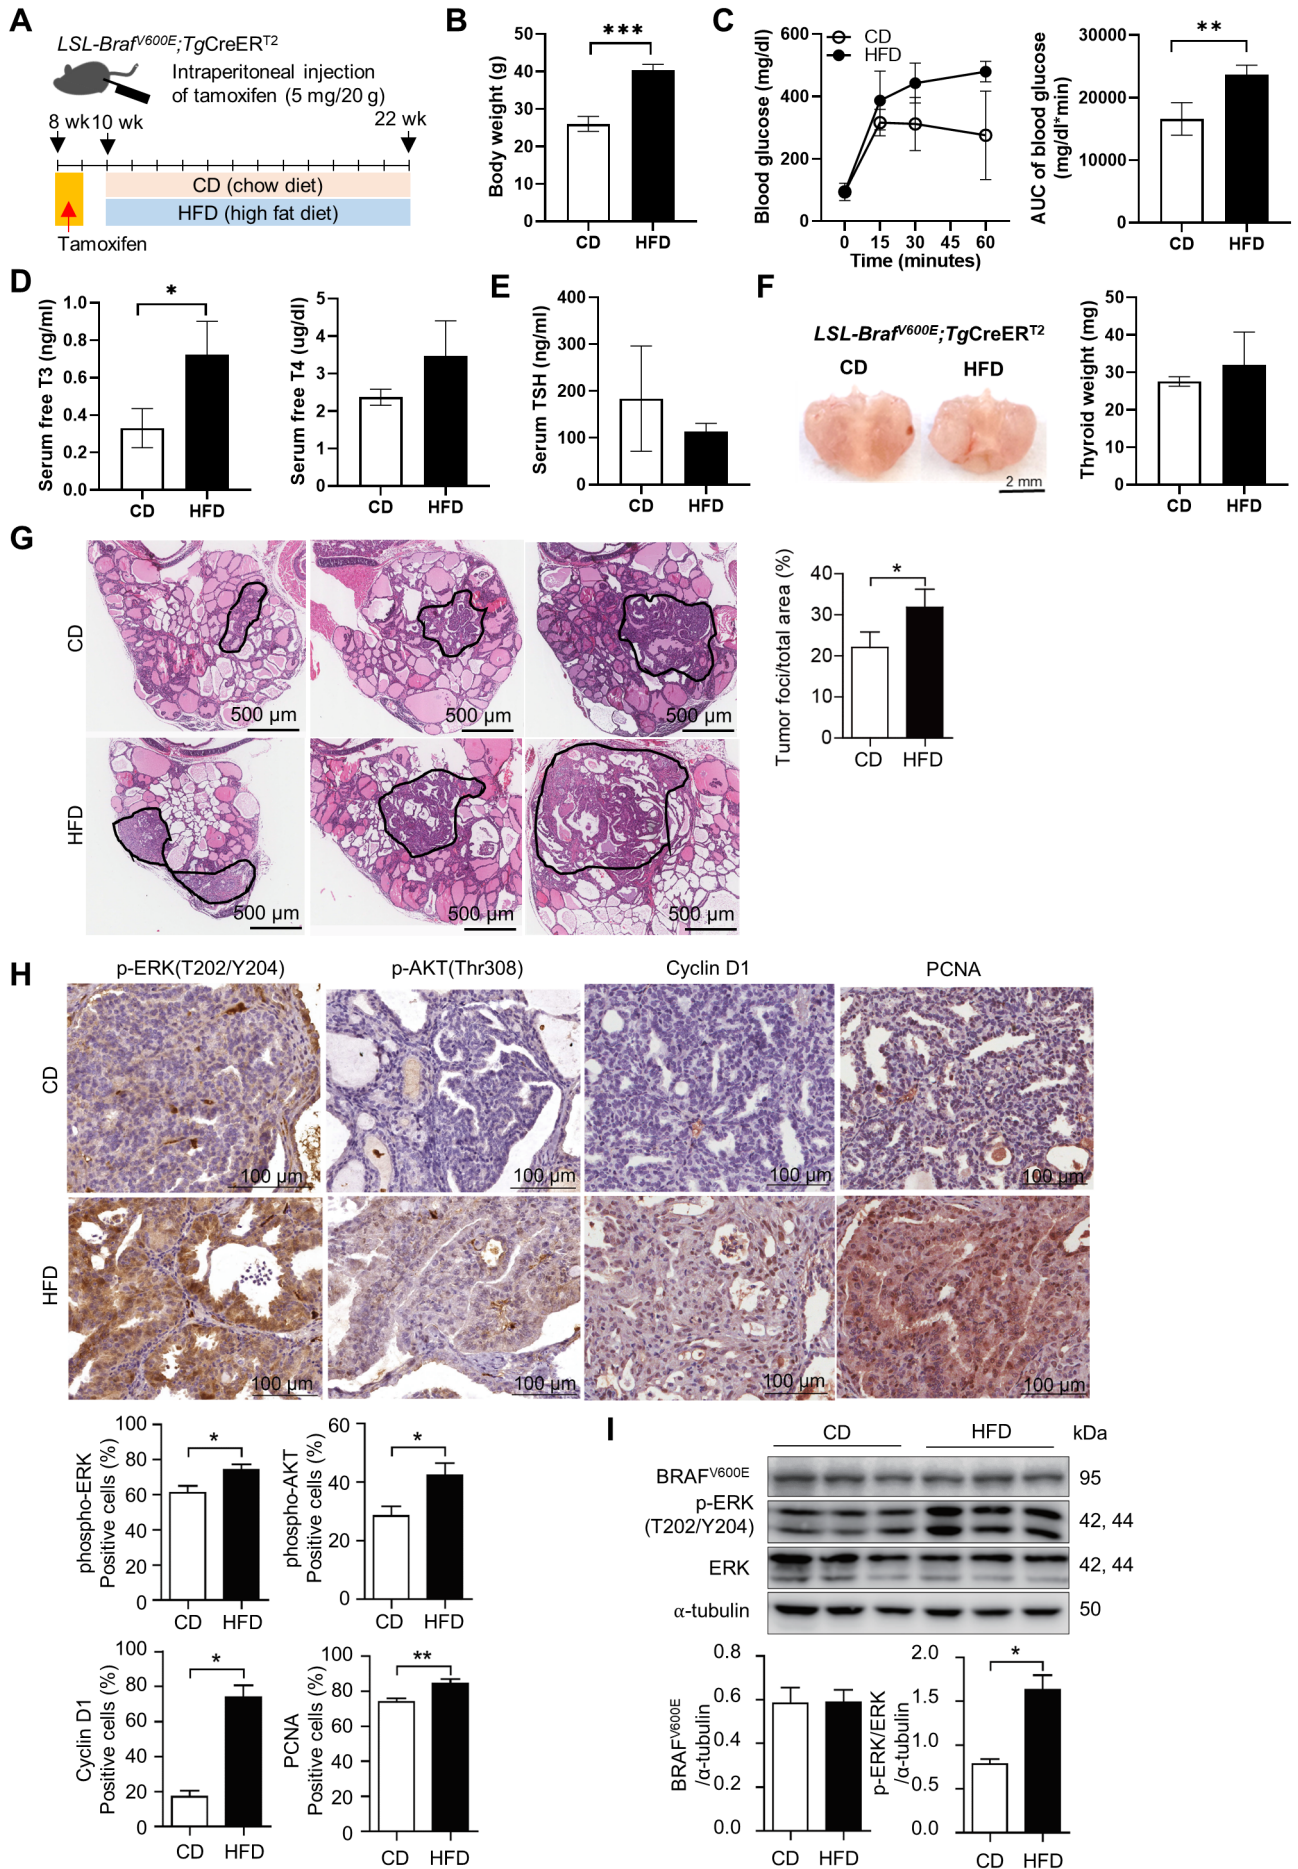 A
LSL-Braf^V600E;TgCreER^T2
Intraperitoneal injection
of tamoxifen (5 mg/20 g)
8 wk 10 wk 22 wk
CD (chow diet)
HFD (high fat diet)
Tamoxifen
B
***
Body weight (g)
50
40
30
20
10
0
CD HFD
C
CD
HFD
Blood glucose (mg/dl)
600
400
200
0
0 15 30 45 60
Time (minutes)
**
AUC of blood glucose
(mg/dl*min)
30000
20000
10000
0
CD HFD
D
*
Serum free T3 (ng/ml)
1.0
0.8
0.6
0.4
0.2
0.0
CD HFD
Serum free T4 (ug/dl)
5
4
3
2
1
0
CD HFD
E
Serum TSH (ng/ml)
400
300
200
100
0
CD HFD
F
LSL-Braf^V600E;TgCreER^T2
CD HFD
2 mm
Thyroid weight (mg)
50
40
30
20
10
0
CD HFD
G
CD
500 µm 500 µm 500 µm
HFD
500 µm 500 µm 500 µm
*
Tumor foci/total area (%)
40
30
20
10
0
CD HFD
H
p-ERK(T202/Y204) p-AKT(Thr308) Cyclin D1 PCNA
CD
100 µm 100 µm 100 µm 100 µm
HFD
100 µm 100 µm 100 µm 100 µm
*
phospho-ERK
Positive cells (%)
100
80
60
40
20
0
CD HFD
*
phospho-AKT
Positive cells (%)
60
40
20
0
CD HFD
*
Cyclin D1
Positive cells (%)
100
80
60
40
20
0
CD HFD
**
PCNA
Positive cells (%)
100
80
60
40
20
0
CD HFD
I
CD HFD kDa
BRAF^V600E 95
p-ERK
(T202/Y204) 42, 44
ERK 42, 44
α-tubulin 50
BRAF^V600E
/α-tubulin
0.8
0.6
0.4
0.2
0.0
CD HFD
*
p-ERK/ERK
/α-tubulin
2.0
1.5
1.0
0.5
0.0
CD HFD